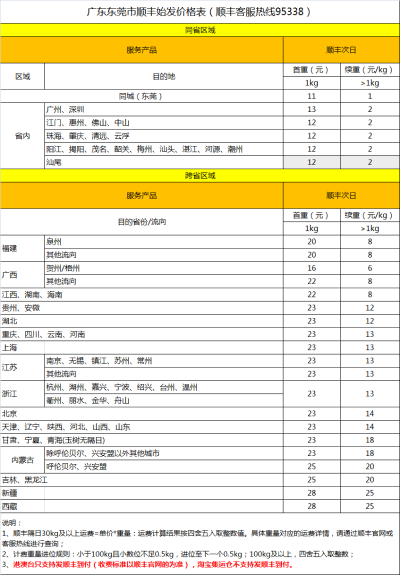 广东东莞市顺丰始发价格表（顺丰客服热线95338）
同省区域
服务产品 顺丰次日
区域 目的地 首重（元） 续重（元/kg）
1kg >1kg
同城(东莞) 11 1
省内 广州、深圳 13 2
江门、惠州、佛山、中山 12 2
珠海、肇庆、清远、云浮 12 2
阳江、揭阳、茂名、韶关、梅州、汕头、湛江、河源、潮州 12 2
汕尾 12 2
跨省区域
服务产品 顺丰次日
目的省份/流向 首重（元） 续重（元/kg）
1kg >1kg
福建 泉州 20 8
其他流向 20 8
广西 贺州/梧州 16 6
其他流向 22 8
江西、湖南、海南 22 8
贵州、安微 23 12
湖北 23 12
重庆、四川、云南、河南 23 13
上海 23 13
江苏 南京、无锡、镇江、苏州、常州 23 13
其他流向 23 13
浙江 杭州、湖州、嘉兴、宁波、绍兴、台州、温州 23 13
衢州、丽水、金华、舟山
北京 23 14
天津、辽宁、陕西、河北、山西、山东 23 14
甘肃、宁夏、青海(玉树无隔日) 23 18
内蒙古 除呼伦贝尔、兴安盟以外其他城市 23 18
呼伦贝尔、兴安盟 25 20
吉林、黑龙江 25 20
新疆 28 25
西藏 28 25
说明：
1、顺丰隔日30kg及以上运费=单价*重量：运费计算结果按四舍五入取整数值。具体重量对应的运费详情，请通过顺丰官网或
客服热线进行查询；
2、计费重量进位规则：小于100kg且小数位不足0.5kg，进位至下一个0.5kg；100kg及以上，四舍五入取整数；
3、港澳台只支持发顺丰到付（收费标准以顺丰官网的为准），淘宝集运仓不支持发顺丰到付。